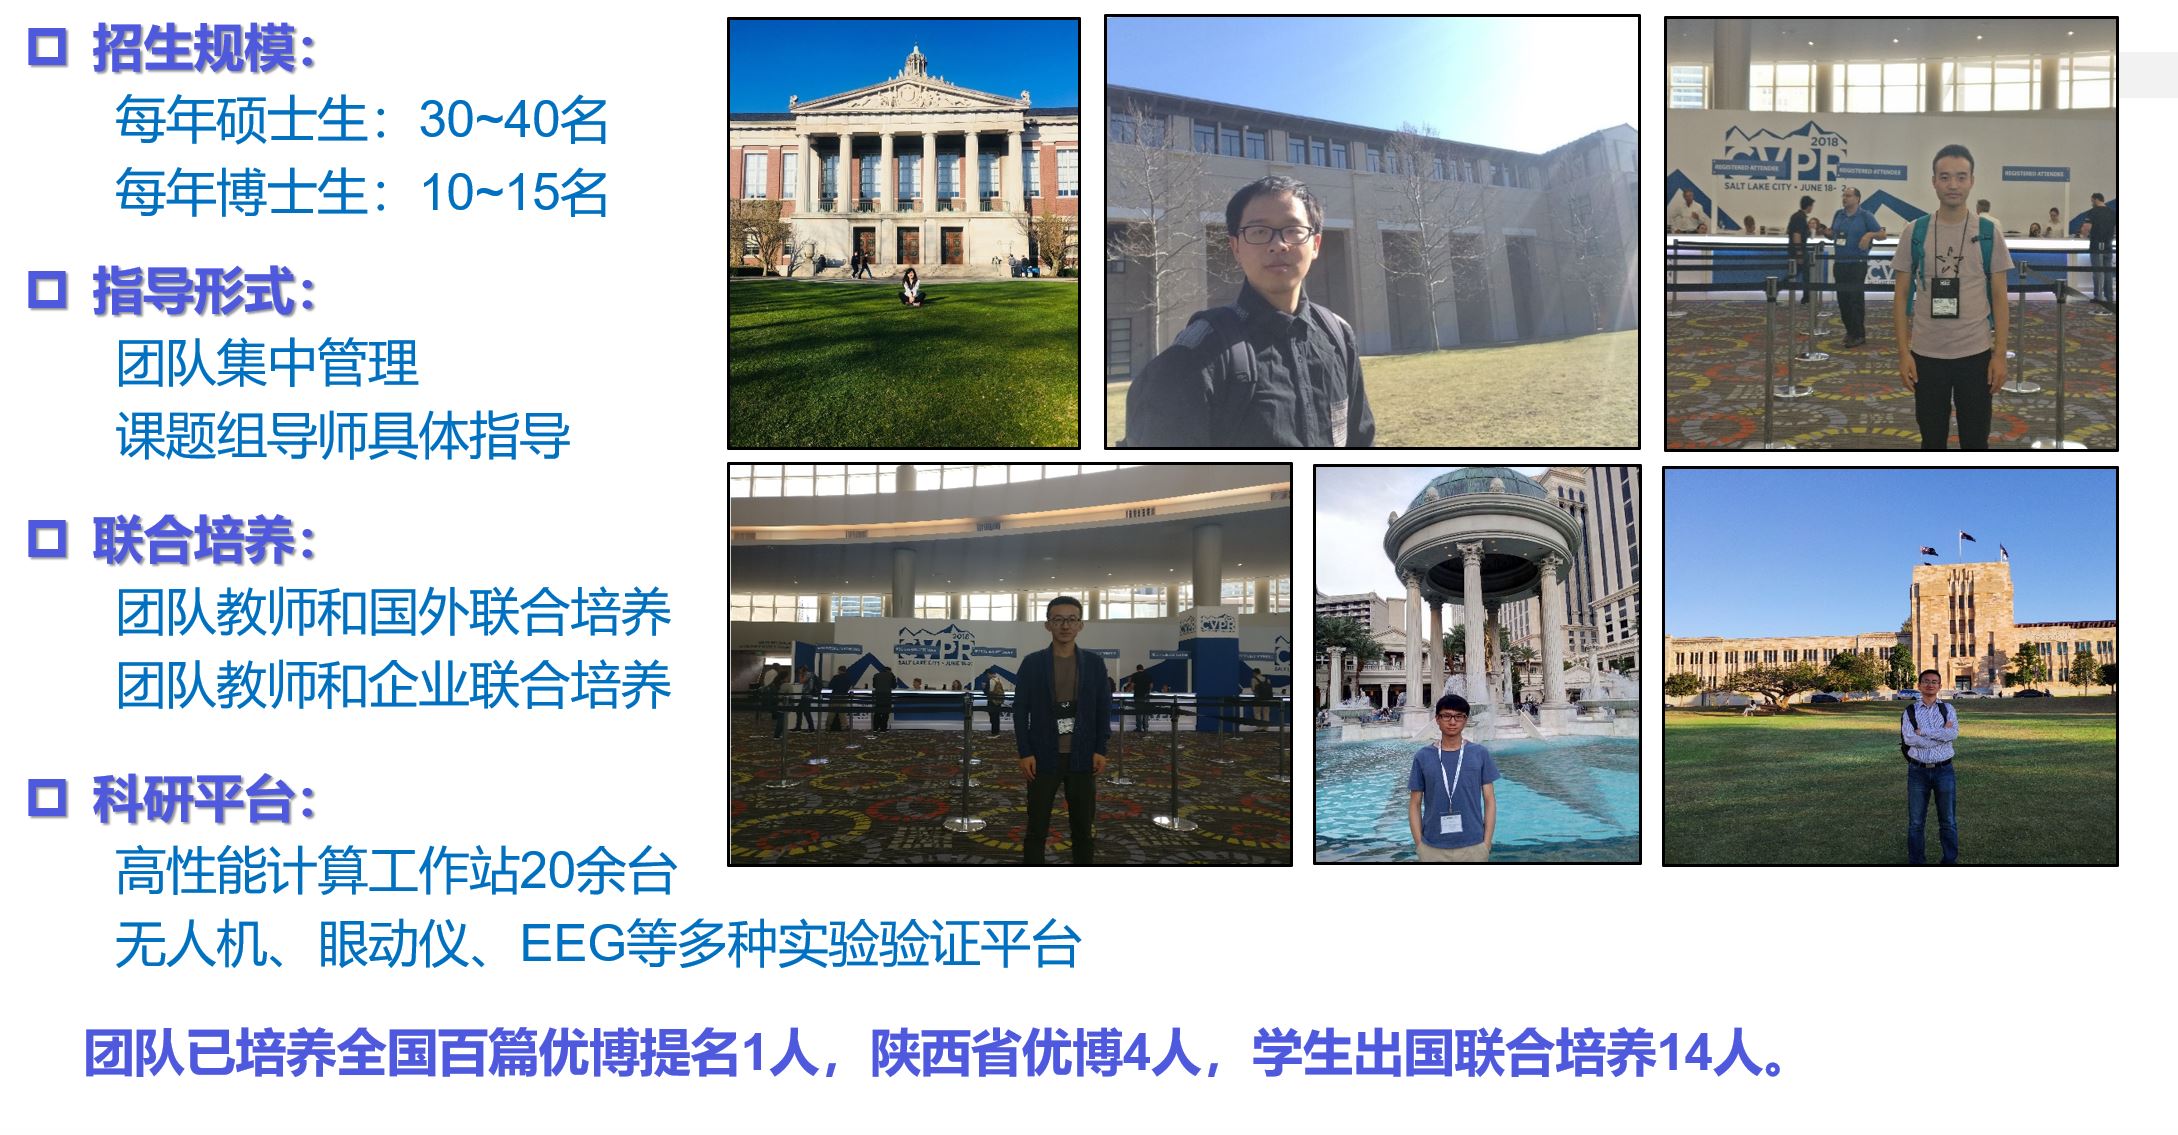 招生规模：
每年硕士生：30~40名
每年博士生：10~15名
指导形式：
团队集中管理
课题组导师具体指导
联合培养：
团队教师和国外联合培养
团队教师和企业联合培养
科研平台：
高性能计算工作站20余台
无人机、眼动仪、EEG等多种实验验证平台
团队已培养全国百篇优博提名1人，陕西省优博4人，学生出国联合培养14人。
2018
CVPR
SALT LAKE CITY • JUNE 18-
REGISTERED ATTENDEE
REGISTERED ATTENDEE
REGISTERED ATTENDEE
2018
CVPR
SALT LAKE CITY • JUNE 18-
CVPR